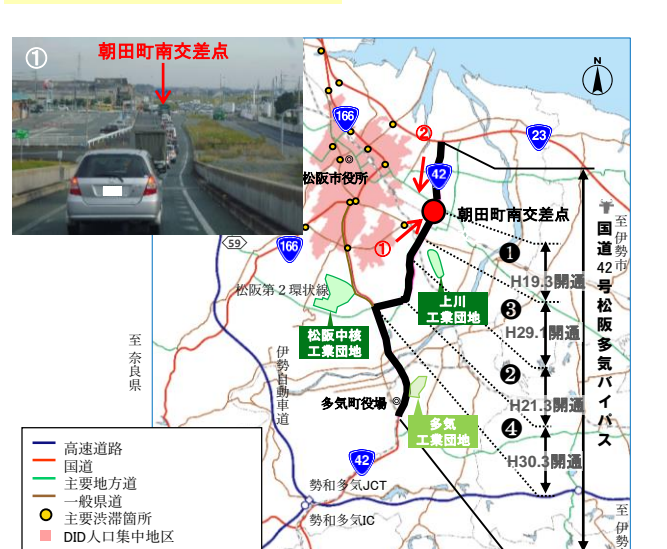 ①
朝田町南交差点
N
166
②
23
42
松阪市役所
朝田町南交差点
至 伊勢市
国道42号松阪多気バイパス
❶
H19.3開通
59
166
①
松阪第2環状線
上川
工業団地
❸
H29.1開通
松阪中核
工業団地
至 奈良県
伊勢自動車道
❷
H21.3開通
多気町役場
多気
工業団地
❹
H30.3開通
42
勢和多気JCT
勢和多気IC
至 伊勢
高速道路
国道
主要地方道
一般県道
主要渋滞箇所
DID人口集中地区